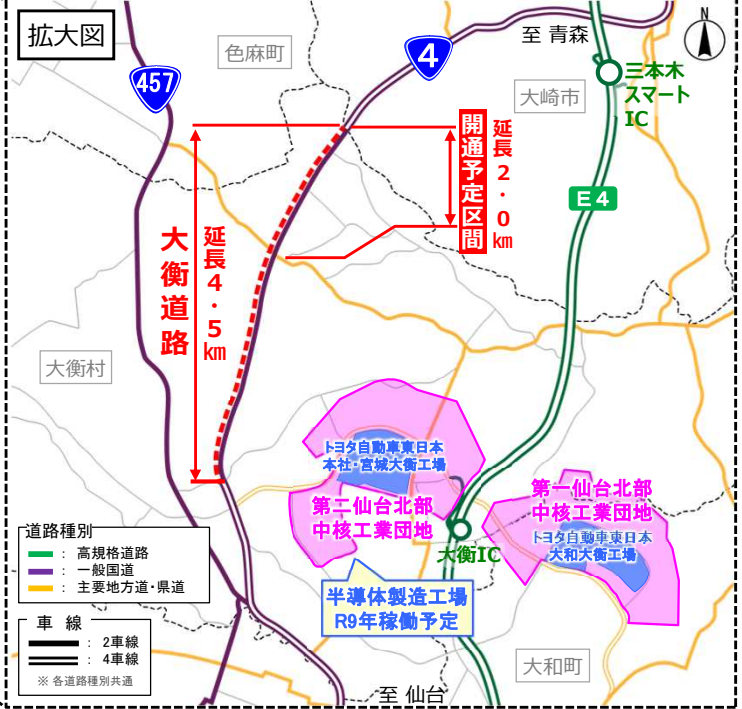 拡大図
色麻町
457
4
至 青森
N
大崎市
三本木
スマート
IC
開通予定区間
延長2・0km
E4
大衡道路
延長4・5km
大衡村
トヨタ自動車東日本
本社・宮城大衡工場
第二仙台北部
中核工業団地
大衡IC
第一仙台北部
中核工業団地
トヨタ自動車東日本
大和大衡工場
半導体製造工場
R9年稼働予定
道路種別
： 高規格道路
： 一般国道
： 主要地方道・県道
車 線
： 2車線
： 4車線
※ 各道路種別共通
大和町
至 仙台